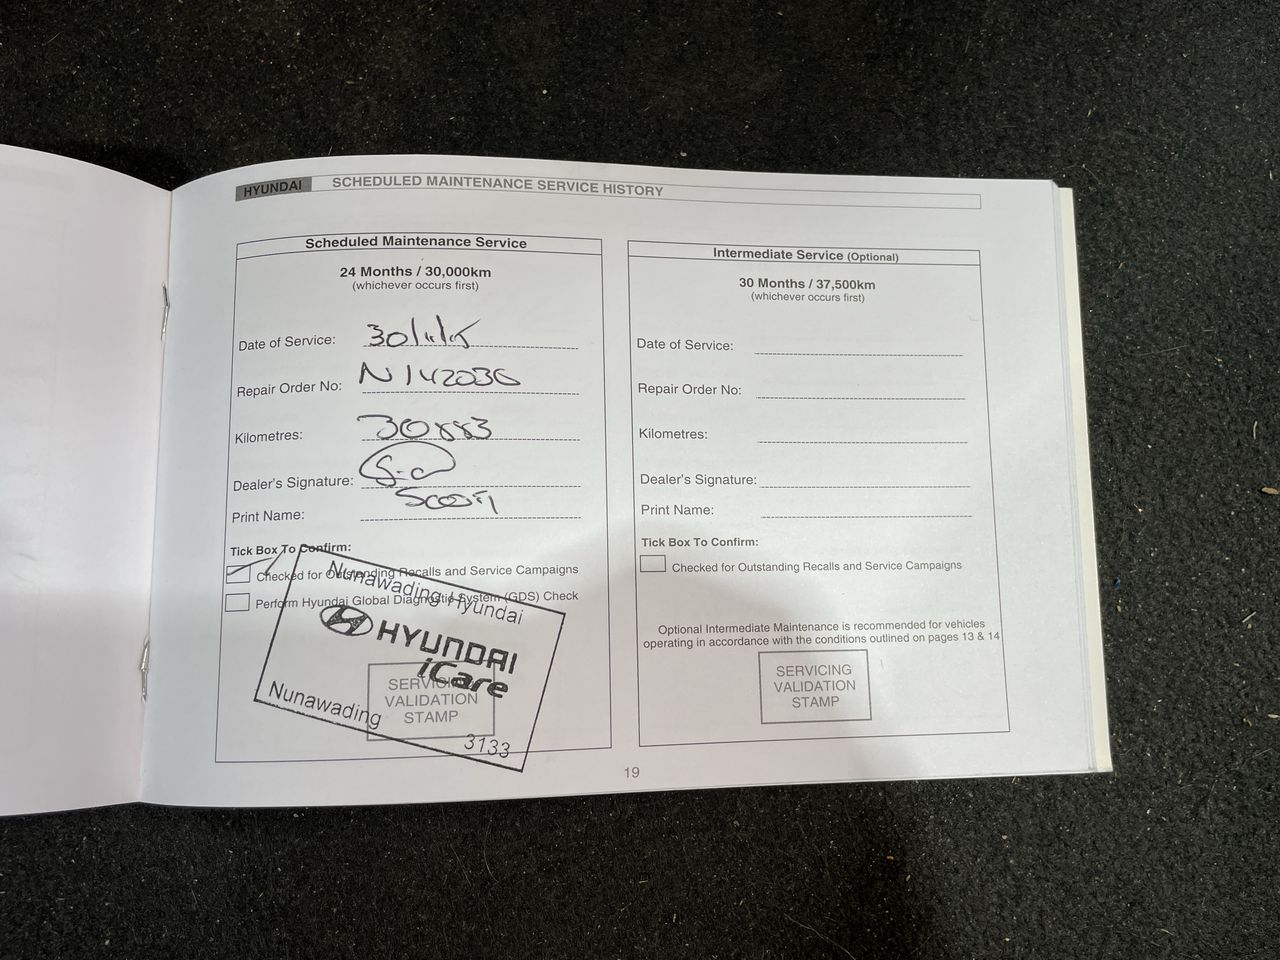 HYUNDAI SCHEDULED MAINTENANCE SERVICE HISTORY
Scheduled Maintenance Service
24 Months / 30,000km
(whichever occurs first)
Date of Service:
Repair Order No: N142036
Kilometres: 30883
Dealer's Signature:
Print Name:
Tick Box To Confirm:
Checked for Outstanding Recalls and Service Campaigns
Perform Hyundai Global Diagnostic System (GDS) Check
Nunawading Hyundai
HYUNDAI
iCare
Nunawading
3133
SERVICING
VALIDATION
STAMP
Intermediate Service (Optional)
30 Months / 37,500km
(whichever occurs first)
Date of Service:
Repair Order No:
Kilometres:
Dealer's Signature:
Print Name:
Tick Box To Confirm:
Checked for Outstanding Recalls and Service Campaigns
Optional Intermediate Maintenance is recommended for vehicles
operating in accordance with the conditions outlined on pages 13 & 14
SERVICING
VALIDATION
STAMP
19